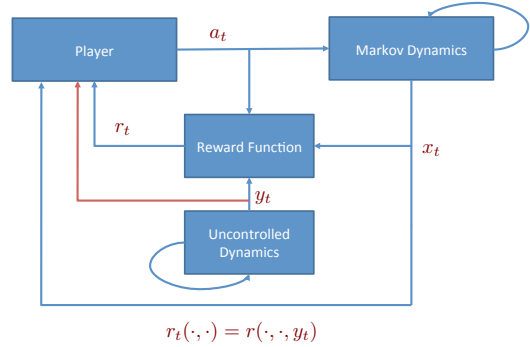 Player
a_t
Markov Dynamics
r_t
Reward Function
x_t
y_t
Uncontrolled
Dynamics
r_t(·, ·) = r(·, ·, y_t)